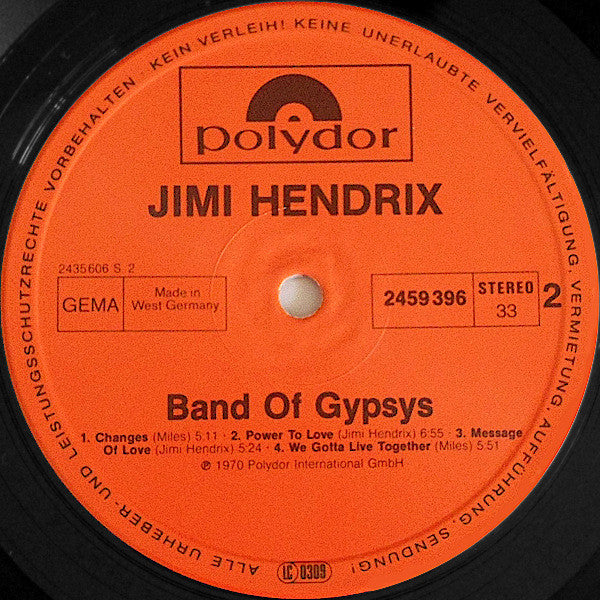 ALLE URHEBER- UND LEISTUNGSSCHUTZRECHTE VORBEHALTEN · KEIN VERLEIH! KEINE UNERLAUBTE VERVIELFÄLTIGUNG, VERMIETUNG, AUFFÜHRUNG, SENDUNG!
polydor
JIMI HENDRIX
2435606 S 2
GEMA
Made in
West Germany
2459 396
STEREO
33
2
Band Of Gypsys
1. Changes (Miles) 5:11 · 2. Power To Love (Jimi Hendrix) 6:55 · 3. Message
Of Love (Jimi Hendrix) 5:24 · 4. We Gotta Live Together (Miles) 5:51
℗ 1970 Polydor International GmbH
LC 0309